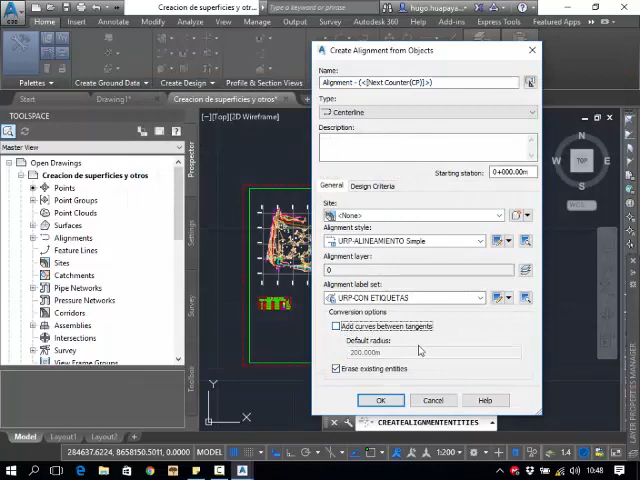 Creacion de superficies y otr...
Type a keyword or phrase
hugo.huapaya...
C3D
Home
Insert
Annotate
Modify
Analyze
View
Manage
Output
Survey
Autodesk 360
Help
Add-ins
Express Tools
Featured Apps
Palettes
Create Ground Data
Create Design
Profile & Section Views
Start
Drawing1*
Creacion de superficies y otros*
TOOLSPACE
Master View
Open Drawings
Creacion de superficies y otros
Points
Point Groups
Point Clouds
Surfaces
Alignments
Feature Lines
Sites
Catchments
Pipe Networks
Pressure Networks
Corridors
Assemblies
Intersections
Survey
View Frame Groups
Prospector
Settings
Survey
Toolbox
[−][Top][2D Wireframe]
Create Alignment from Objects
Name:
Alignment - (<[Next Counter(CP)]>)
Type:
Centerline
Description:
Starting station:
0+000.00m
General
Design Criteria
Site:
<None>
Alignment style:
URP-ALINEAMIENTO Simple
Alignment layer:
0
Alignment label set:
URP-CON ETIQUETAS
Conversion options
Add curves between tangents
Default radius:
200.000m
Erase existing entities
OK
Cancel
Help
N
W
TOP
E
S
WCS
Y
X
CREATEALIGNMENTENTITIES
LAYER PROPERTIES MANAGER
Model
Layout1
Layout2
284637.6224, 8658150.5011, 0.0000
MODEL
1:200
1.4
10:48